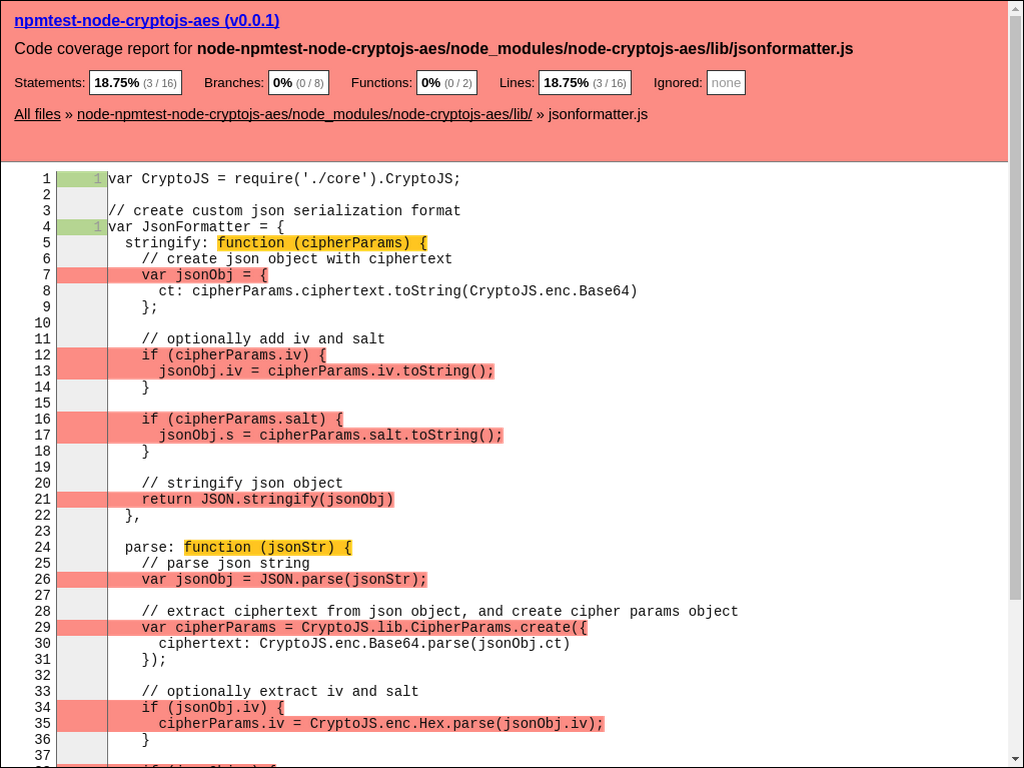 npmtest-node-cryptojs-aes (v0.0.1)
Code coverage report for node-npmtest-node-cryptojs-aes/node_modules/node-cryptojs-aes/lib/jsonformatter.js
Statements: 18.75% (3 / 16) Branches: 0% (0 / 8) Functions: 0% (0 / 2) Lines: 18.75% (3 / 16) Ignored: none
All files » node-npmtest-node-cryptojs-aes/node_modules/node-cryptojs-aes/lib/ » jsonformatter.js
1 1 var CryptoJS = require('./core').CryptoJS;
2
3 // create custom json serialization format
4 1 var JsonFormatter = {
5 stringify: function (cipherParams) {
6 // create json object with ciphertext
7 var jsonObj = {
8 ct: cipherParams.ciphertext.toString(CryptoJS.enc.Base64)
9 };
10
11 // optionally add iv and salt
12 if (cipherParams.iv) {
13 jsonObj.iv = cipherParams.iv.toString();
14 }
15
16 if (cipherParams.salt) {
17 jsonObj.s = cipherParams.salt.toString();
18 }
19
20 // stringify json object
21 return JSON.stringify(jsonObj)
22 },
23
24 parse: function (jsonStr) {
25 // parse json string
26 var jsonObj = JSON.parse(jsonStr);
27
28 // extract ciphertext from json object, and create cipher params object
29 var cipherParams = CryptoJS.lib.CipherParams.create({
30 ciphertext: CryptoJS.enc.Base64.parse(jsonObj.ct)
31 });
32
33 // optionally extract iv and salt
34 if (jsonObj.iv) {
35 cipherParams.iv = CryptoJS.enc.Hex.parse(jsonObj.iv);
36 }
37